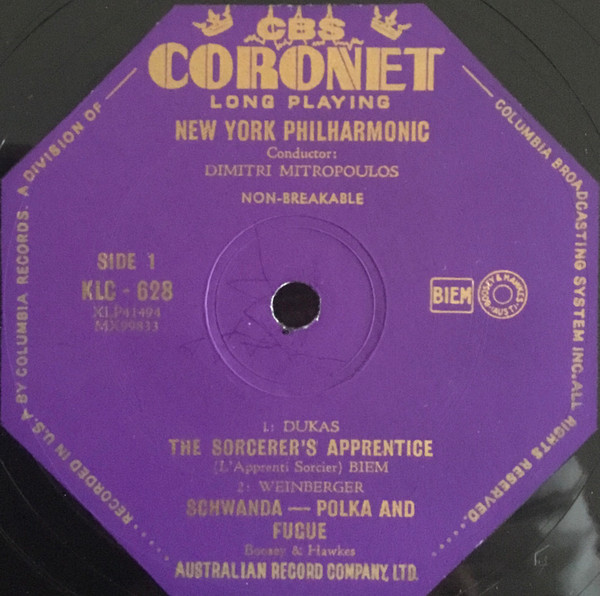 CBS
CORONET
LONG PLAYING
NEW YORK PHILHARMONIC
Conductor:
DIMITRI MITROPOULOS
NON-BREAKABLE
SIDE 1
KLC - 628
XLP41494
MX99833
BIEM
BOOSEY & HAWKES
AUST.
1: DUKAS
THE SORCERER'S APPRENTICE
(L'Apprenti Sorcier) BIEM
2: WEINBERGER
SCHWANDA — POLKA AND
FUGUE
Boosey & Hawkes
AUSTRALIAN RECORD COMPANY, LTD.
.....RECORDED IN U.S.A BY COLUMBIA RECORDS. A DIVISION OF —
— COLUMBIA BROADCASTING SYSTEM INC. ALL RIGHTS RESERVED.....